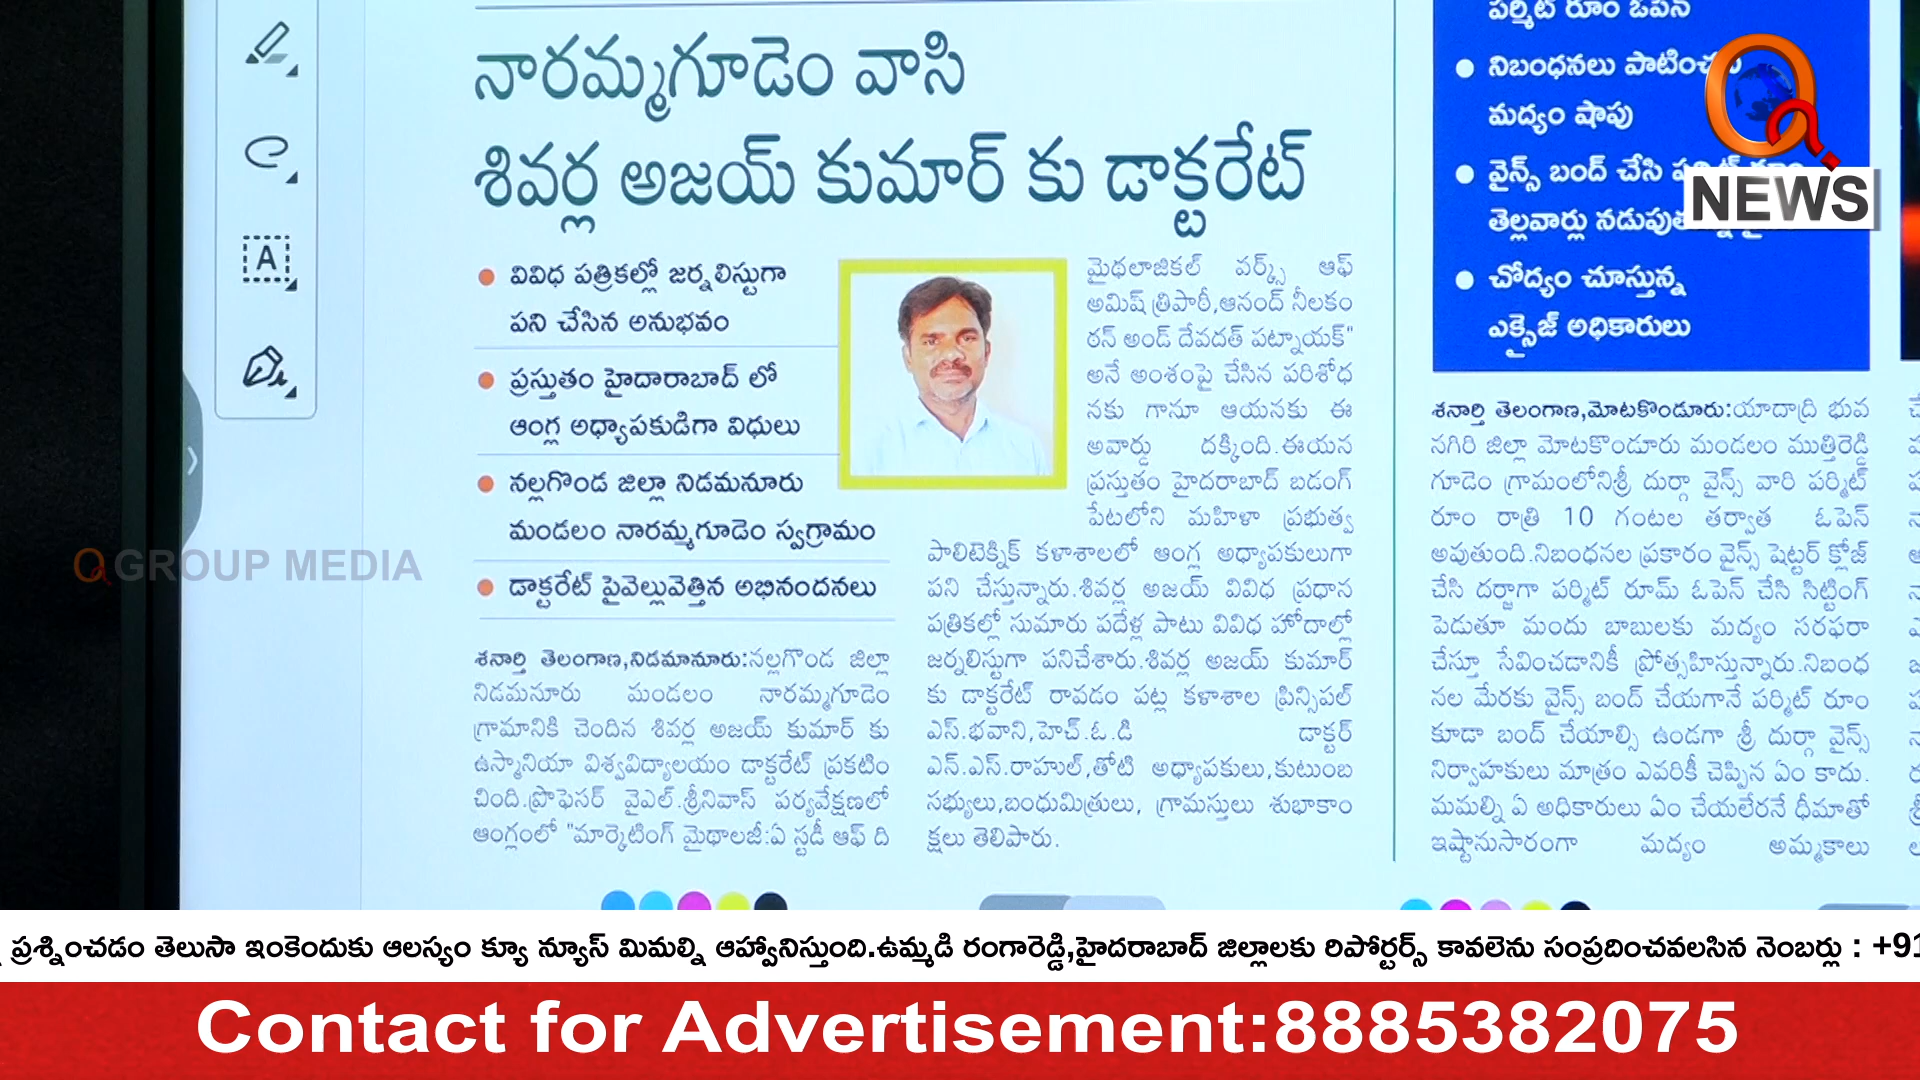 నారమ్మగూడెం వాసి
శివర్ల అజయ్ కుమార్ కు డాక్టరేట్
వివిధ పత్రికల్లో జర్నలిస్టుగా
పని చేసిన అనుభవం
ప్రస్తుతం హైదారాబాద్ లో
ఆంగ్ల అధ్యాపకుడిగా విధులు
నల్లగొండ జిల్లా నిడమనూరు
మండలం నారమ్మగూడెం స్వగ్రామం
డాక్టరేట్ పైవెల్లువెత్తిన అభినందనలు
శనార్తి తెలంగాణ,నిడమానూరు:నల్లగొండ జిల్లా
నిడమనూరు మండలం నారమ్మగూడెం
గ్రామానికి చెందిన శివర్ల అజయ్ కుమార్ కు
ఉస్మానియా విశ్వవిద్యాలయం డాక్టరేట్ ప్రకటిం
చింది.ప్రొఫెసర్ వైఎల్.శ్రీనివాస్ పర్యవేక్షణలో
ఆంగ్లంలో "మార్కెటింగ్ మైథాలజీ:ఏ స్టడీ ఆఫ్ ది
మైథలాజికల్ వర్క్స్ ఆఫ్
అమిష్ త్రిపాఠీ,ఆనంద్ నీలకం
ఠన్ అండ్ దేవదత్ పట్నాయక్"
అనే అంశంపై చేసిన పరిశోధ
నకు గానూ ఆయనకు ఈ
అవార్డు దక్కింది.ఈయన
ప్రస్తుతం హైదరాబాద్ బడంగ్
పేటలోని మహిళా ప్రభుత్వ
పాలిటెక్నిక్ కళాశాలలో ఆంగ్ల అధ్యాపకులుగా
పని చేస్తున్నారు.శివర్ల అజయ్ వివిధ ప్రధాన
పత్రికల్లో సుమారు పదేళ్ల పాటు వివిధ హోదాల్లో
జర్నలిస్టుగా పనిచేశారు.శివర్ల అజయ్ కుమార్
కు డాక్టరేట్ రావడం పట్ల కళాశాల ప్రిన్సిపల్
ఎస్.భవాని,హెచ్.ఓ.డి డాక్టర్
ఎన్.ఎస్.రాహుల్,తోటి అధ్యాపకులు,కుటుంబ
సభ్యులు,బంధుమిత్రులు, గ్రామస్తులు శుభాకాం
క్షలు తెలిపారు.
పర్మిట్ రూం ఓపెన్
నిబంధనలు
మద్యం షాపు
వైన్స్ బంద్ చేసి
తెల్లవార్లు
చోద్యం చూస్తున్న
ఎక్సైజ్ అధికారులు
శనార్తి తెలంగాణ,మోటకొండూరు:యాదాద్రి భువ
నగిరి జిల్లా మోటకొండూరు మండలం ముత్తిరెడ్డి
గూడెం గ్రామంలోనిశ్రీ దుర్గా వైన్స్ వారి పర్మిట్
రూం రాత్రి 10 గంటల తర్వాత ఓపెన్
అవుతుంది.నిబంధనల ప్రకారం వైన్స్ షెట్టర్ క్లోజ్
చేసి దర్జాగా పర్మిట్ రూమ్ ఓపెన్ చేసి సిట్టింగ్
పెడుతూ మందు బాబులకు మద్యం సరఫరా
చేస్తూ సేవించడానికీ ప్రోత్సహిస్తున్నారు.నిబంధ
నల మేరకు వైన్స్ బంద్ చేయగానే పర్మిట్ రూం
కూడా బంద్ చేయాల్సి ఉండగా శ్రీ దుర్గా వైన్స్
నిర్వాహకులు మాత్రం ఎవరికీ చెప్పిన ఏం కాదు.
మమల్ని ఏ అధికారులు ఏం చేయలేరనే ధీమాతో
ఇష్టానుసారంగా మద్యం అమ్మకాలు
Q NEWS
Q GROUP MEDIA
ప్రశ్నించడం తెలుసా ఇంకెందుకు ఆలస్యం క్యూ న్యూస్ మిమల్ని ఆహ్వానిస్తుంది.ఉమ్మడి రంగారెడ్డి,హైదరాబాద్ జిల్లాలకు రిపోర్టర్స్ కావలెను సంప్రదించవలసిన నెంబర్లు : +91
Contact for Advertisement:8885382075